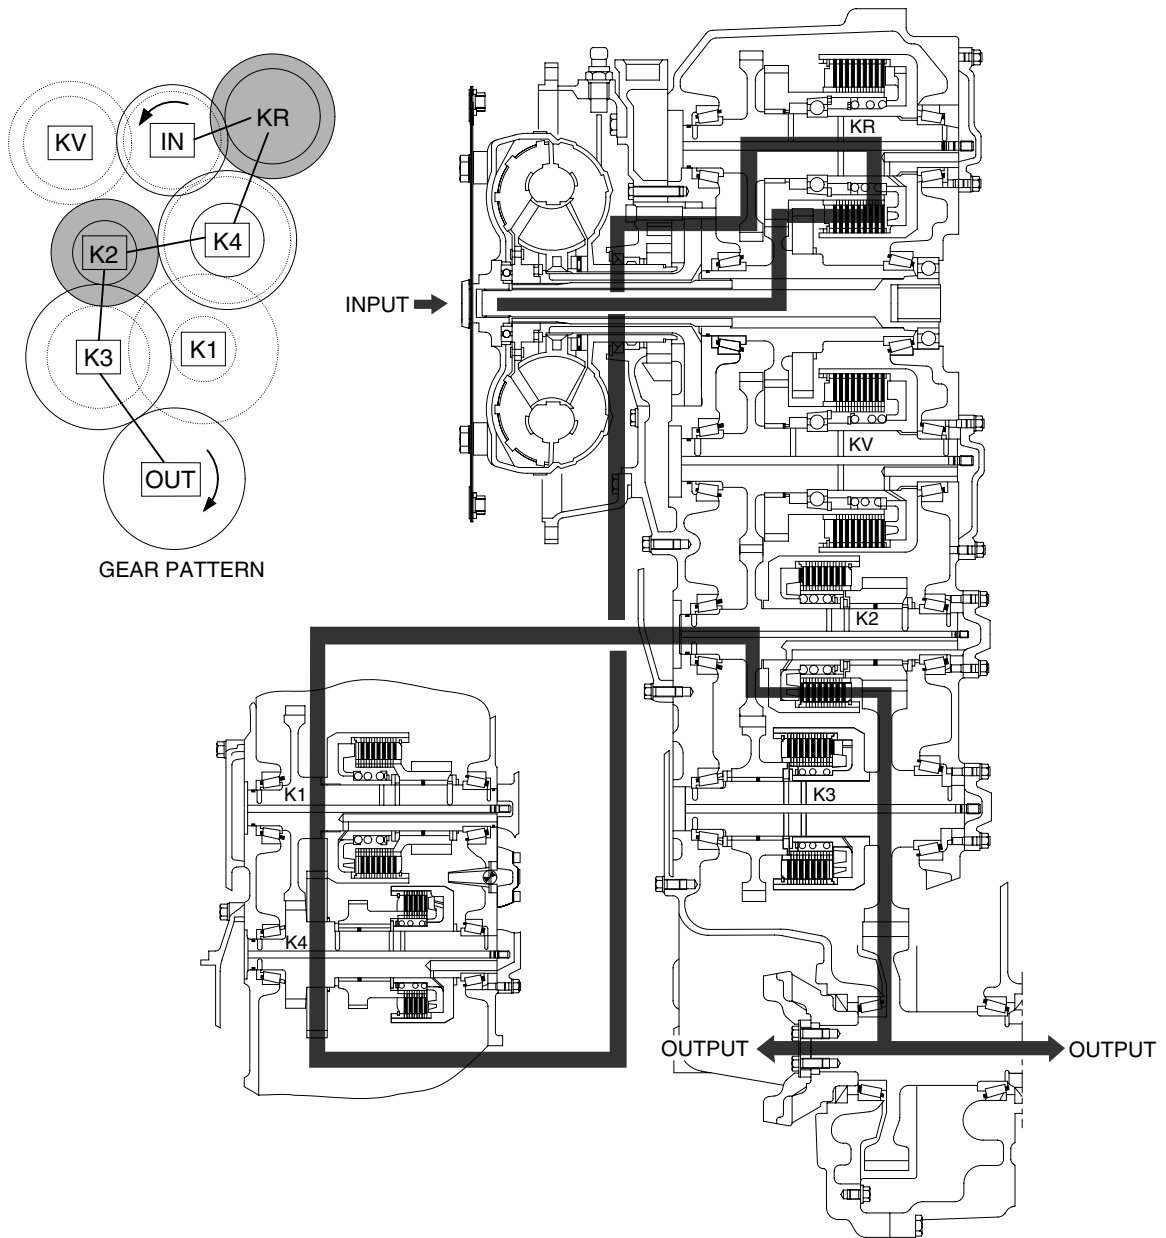 KV
IN
KR
K2
K4
K3
K1
OUT
GEAR PATTERN
INPUT
KR
KV
K2
K3
K1
K4
OUTPUT
OUTPUT